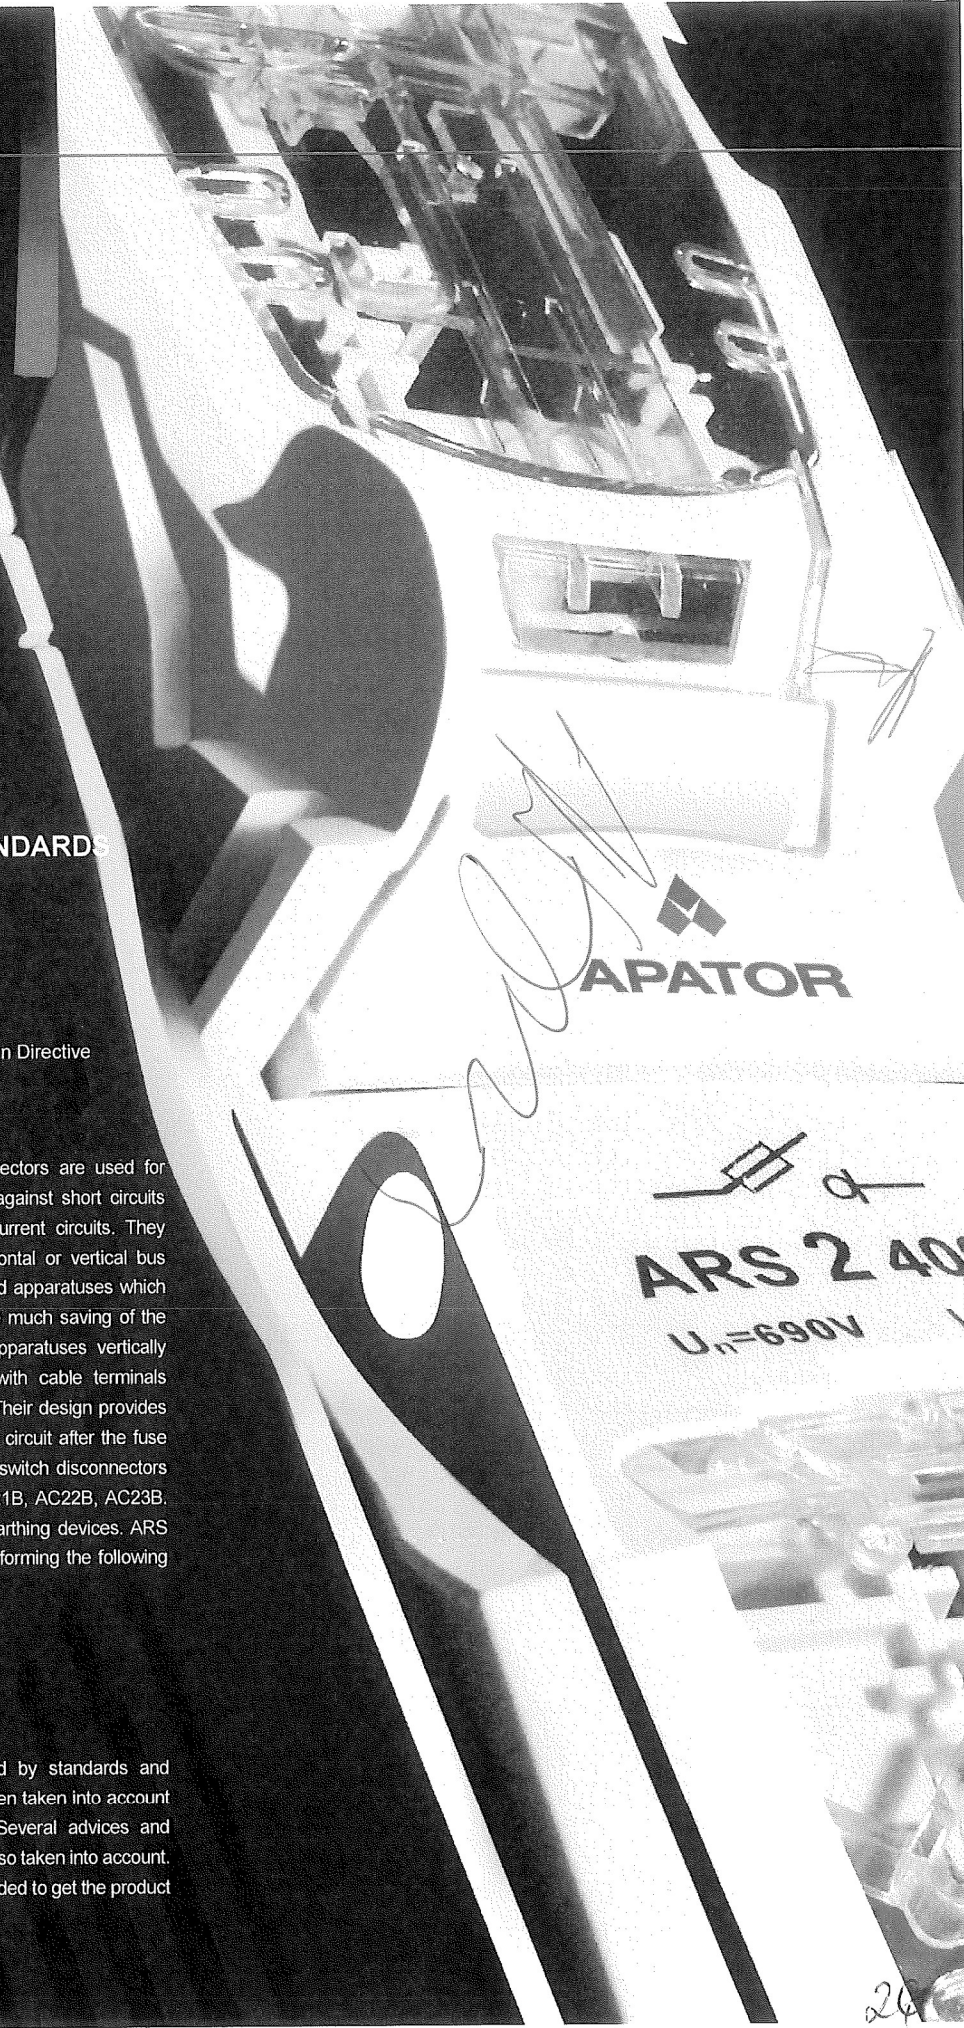 NDARDS
n Directive
ectors are used for
against short circuits
urrent circuits. They
ontal or vertical bus
d apparatuses which
much saving of the
pparatuses vertically
with cable terminals
Their design provides
circuit after the fuse
switch disconnectors
1B, AC22B, AC23B.
arthing devices. ARS
forming the following
d by standards and
en taken into account
Several advices and
so taken into account.
ded to get the product
APATOR
ARS 2 40
Un=690V